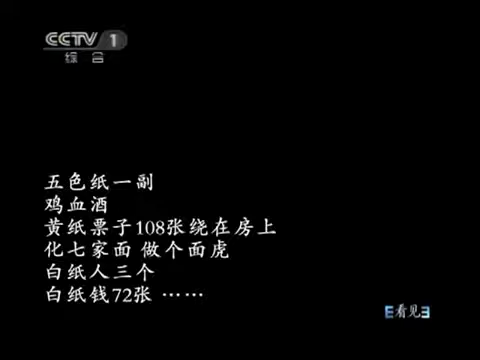 CCTV 1
综合
五色纸一副
鸡血酒
黄纸票子108张绕在房上
化七家面 做个面虎
白纸人三个
白纸钱72张 ……
看见